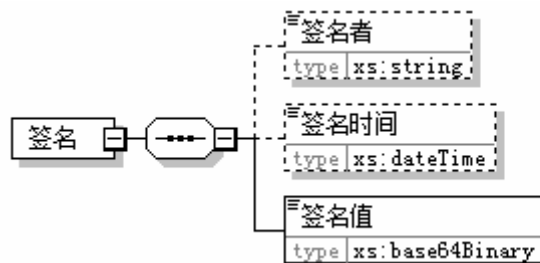 签名者
type xs:string
签名
签名时间
type xs:dateTime
签名值
type xs:base64Binary